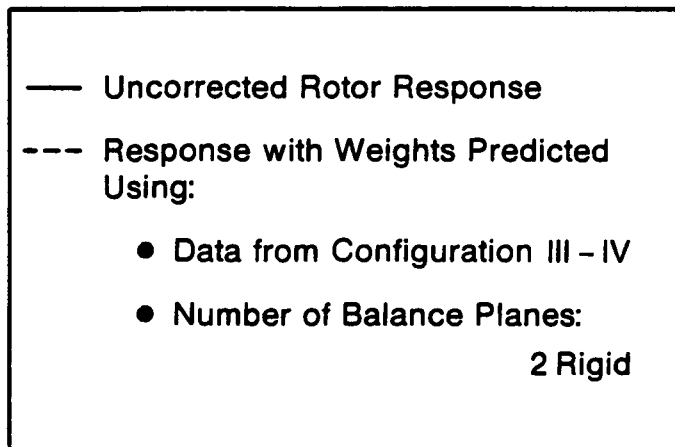 — Uncorrected Rotor Response
--- Response with Weights Predicted
Using:
● Data from Configuration III – IV
● Number of Balance Planes:
2 Rigid